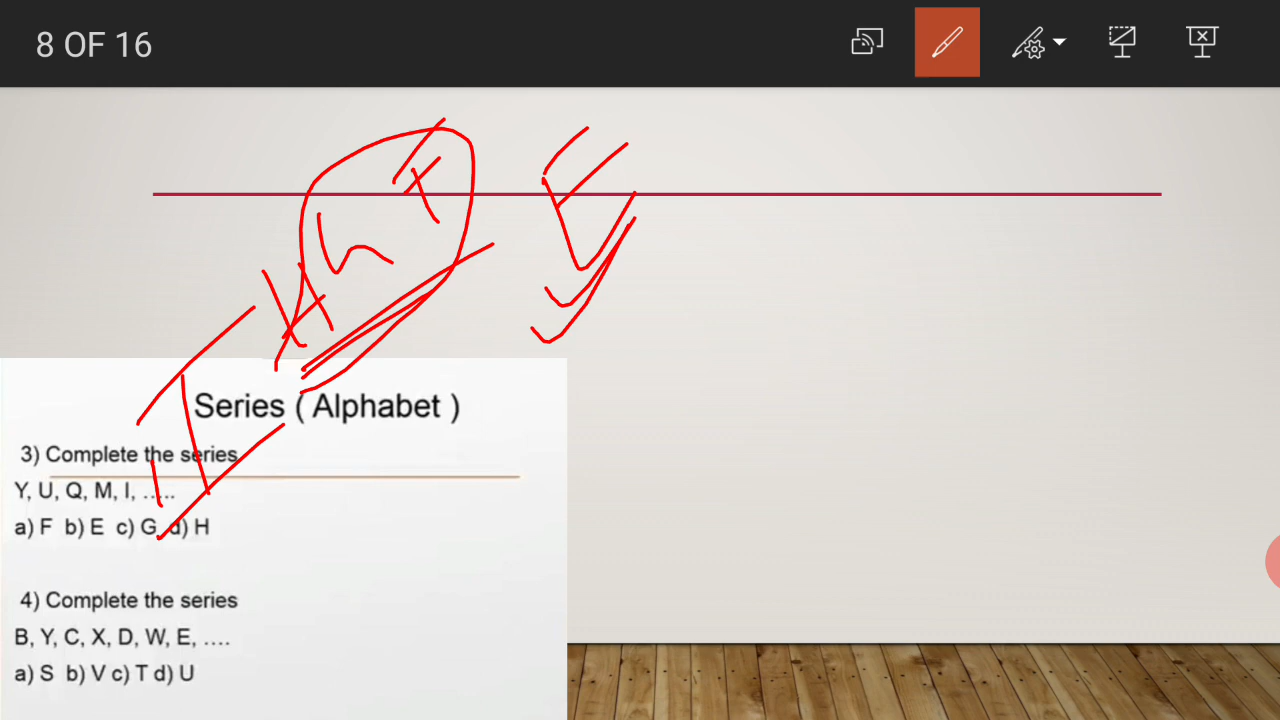 8 OF 16
I H G F E
Series ( Alphabet )
3) Complete the series
Y, U, Q, M, I, .....
a) F b) E c) G d) H
4) Complete the series
B, Y, C, X, D, W, E, ....
a) S b) V c) T d) U